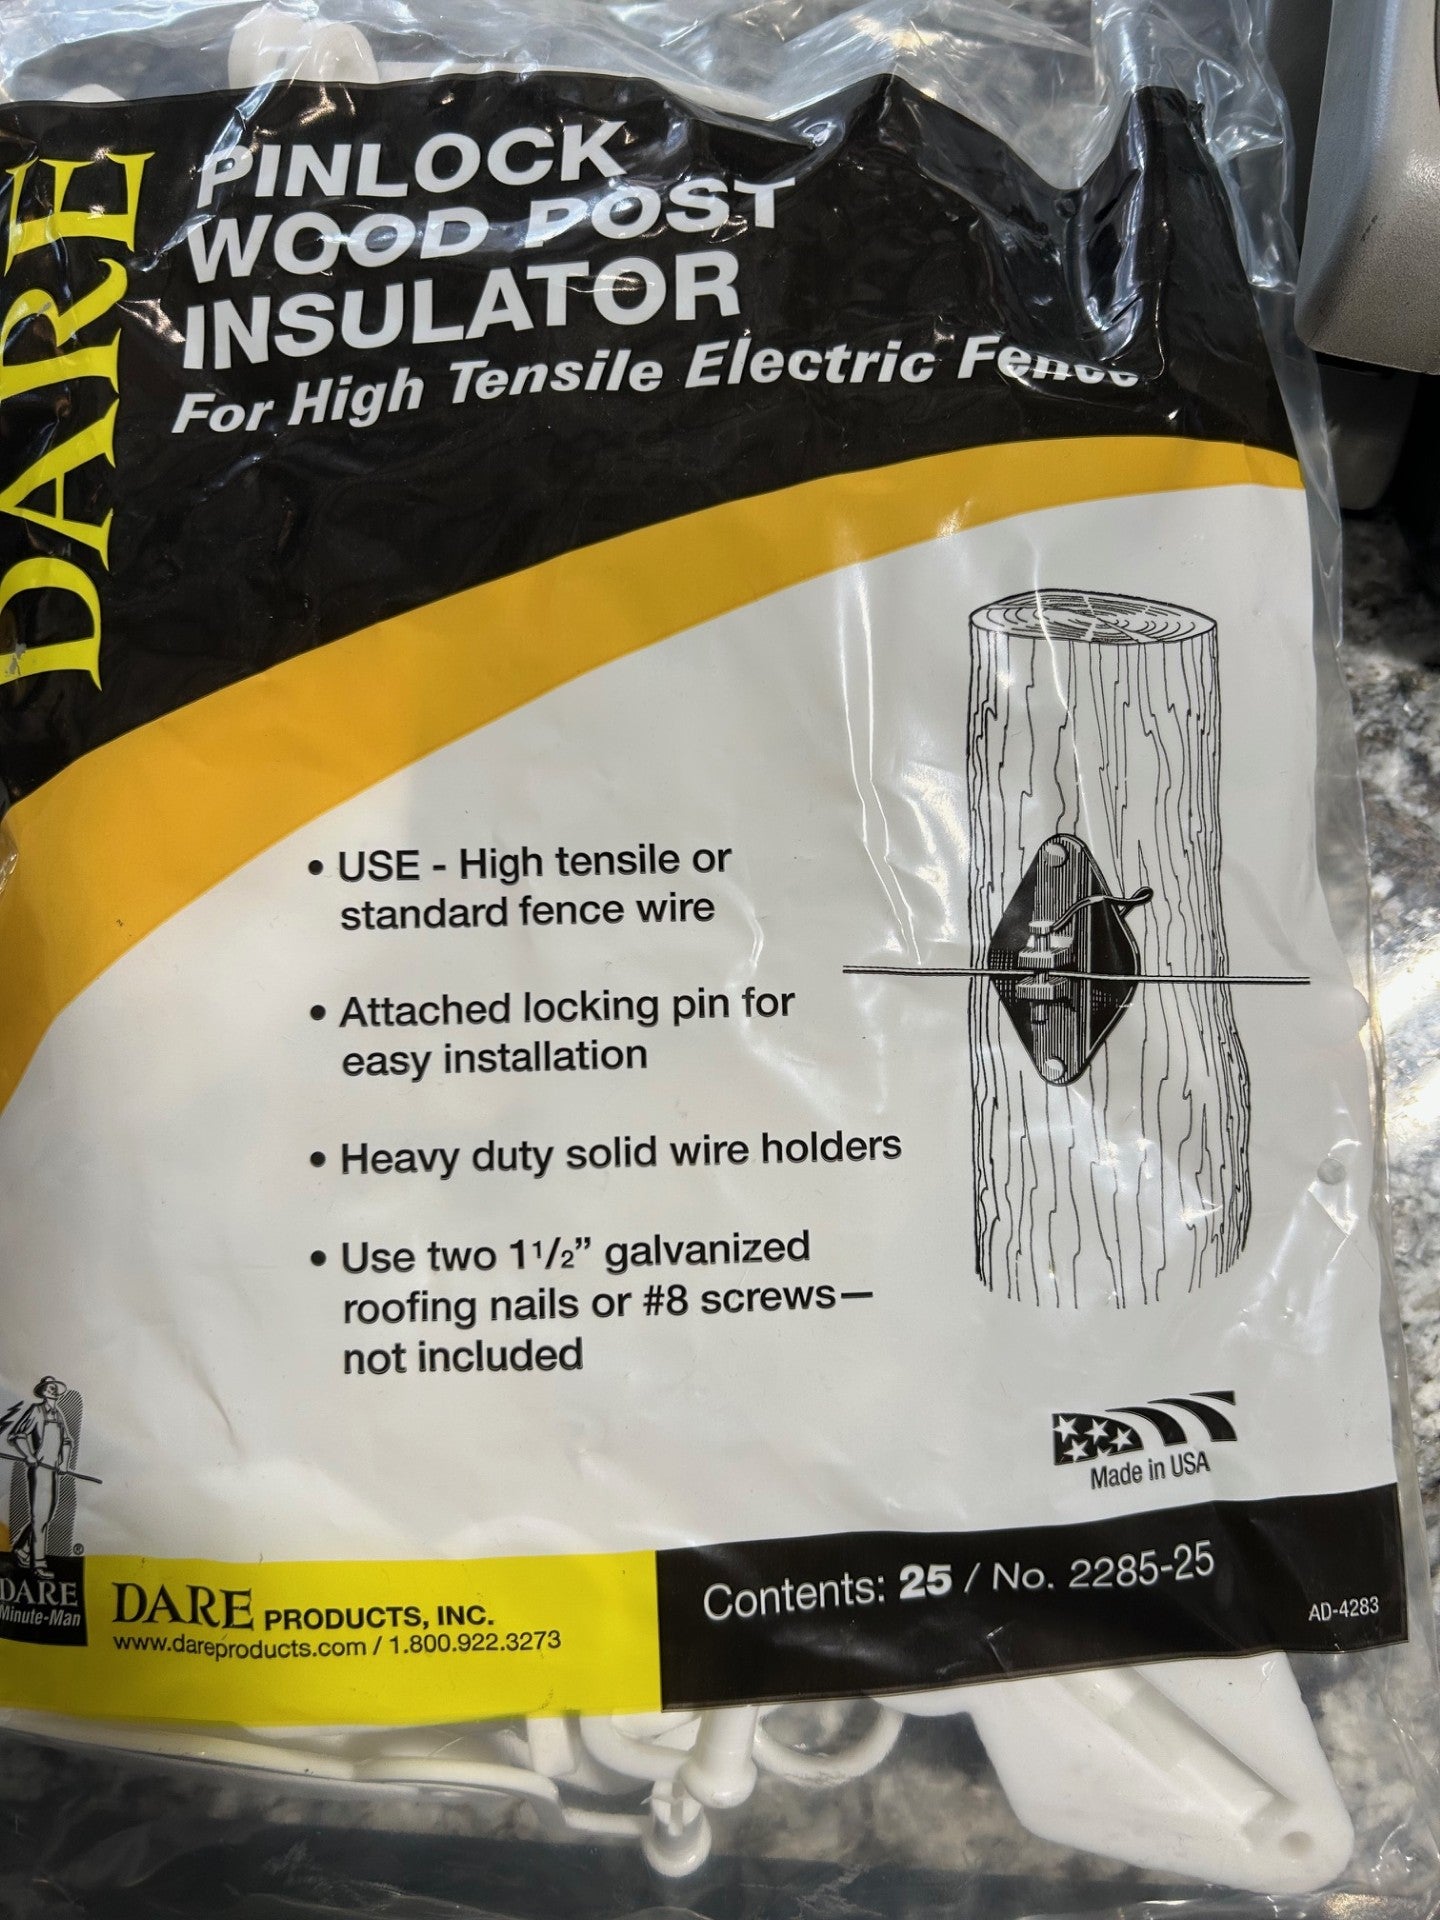 DARE
PINLOCK
WOOD POST
INSULATOR
For High Tensile Electric Fence
• USE - High tensile or
standard fence wire
• Attached locking pin for
easy installation
• Heavy duty solid wire holders
• Use two 1 1/2” galvanized
roofing nails or #8 screws—
not included
Made in USA
®
DARE
Minute-Man
DARE PRODUCTS, INC.
www.dareproducts.com / 1.800.922.3273
Contents: 25 / No. 2285-25
AD-4283